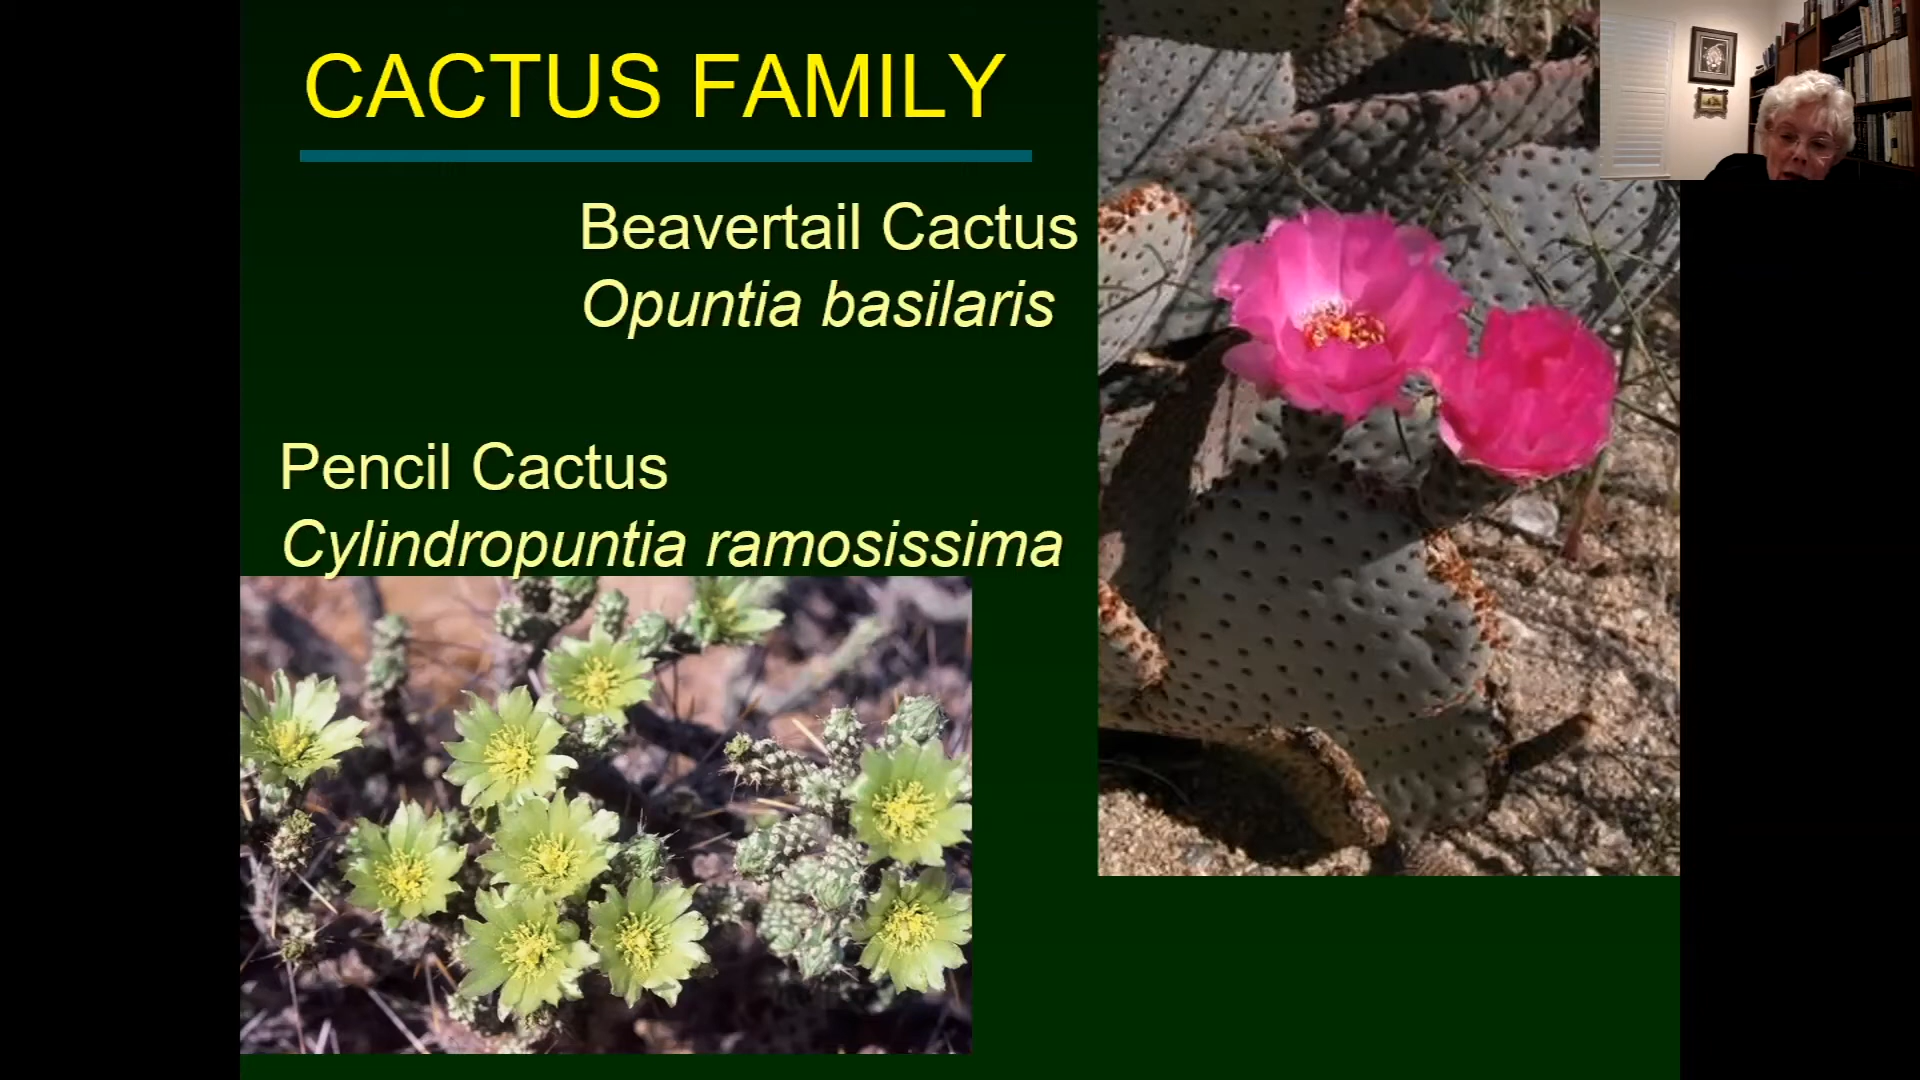 CACTUS FAMILY
Beavertail Cactus
Opuntia basilaris
Pencil Cactus
Cylindropuntia ramosissima